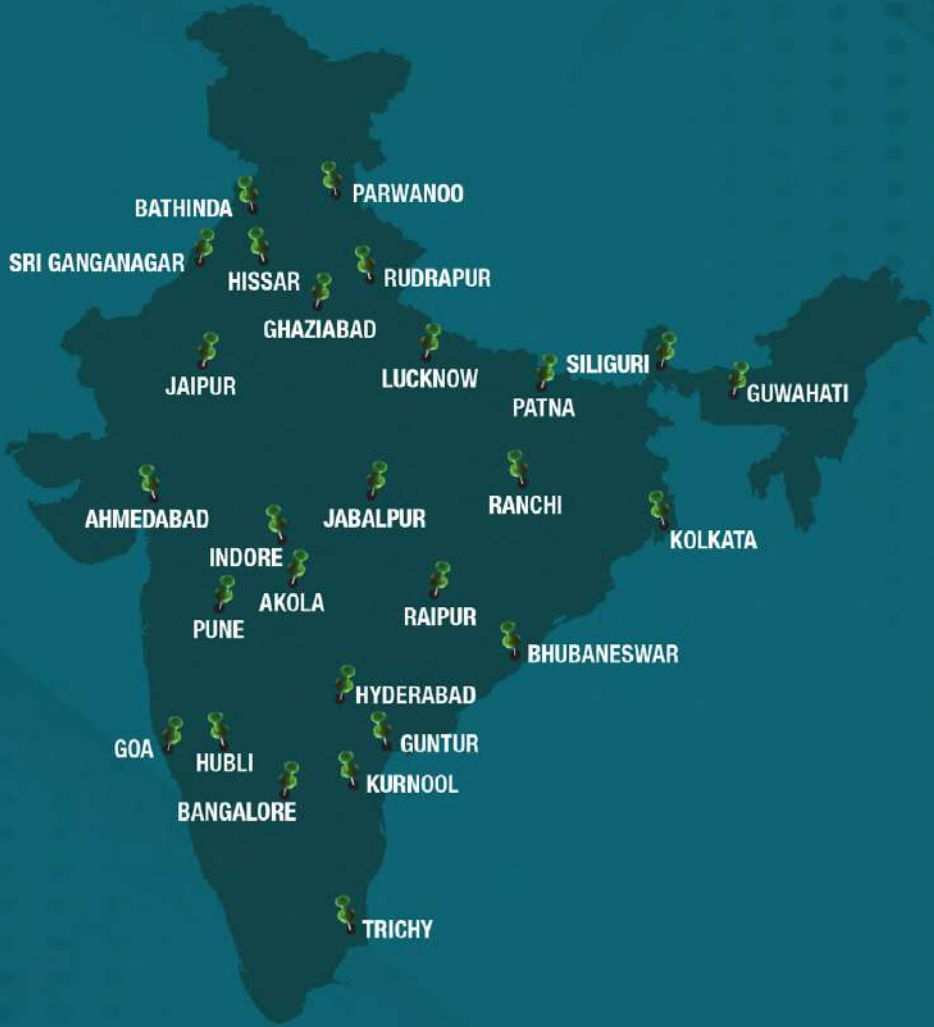 PARWANOO
BATHINDA
SRI GANGANAGAR
HISSAR
RUDRAPUR
GHAZIABAD
JAIPUR
LUCKNOW
SILIGURI
PATNA
GUWAHATI
AHMEDABAD
JABALPUR
RANCHI
KOLKATA
INDORE
AKOLA
PUNE
RAIPUR
BHUBANESWAR
HYDERABAD
GOA
HUBLI
GUNTUR
KURNOOL
BANGALORE
TRICHY